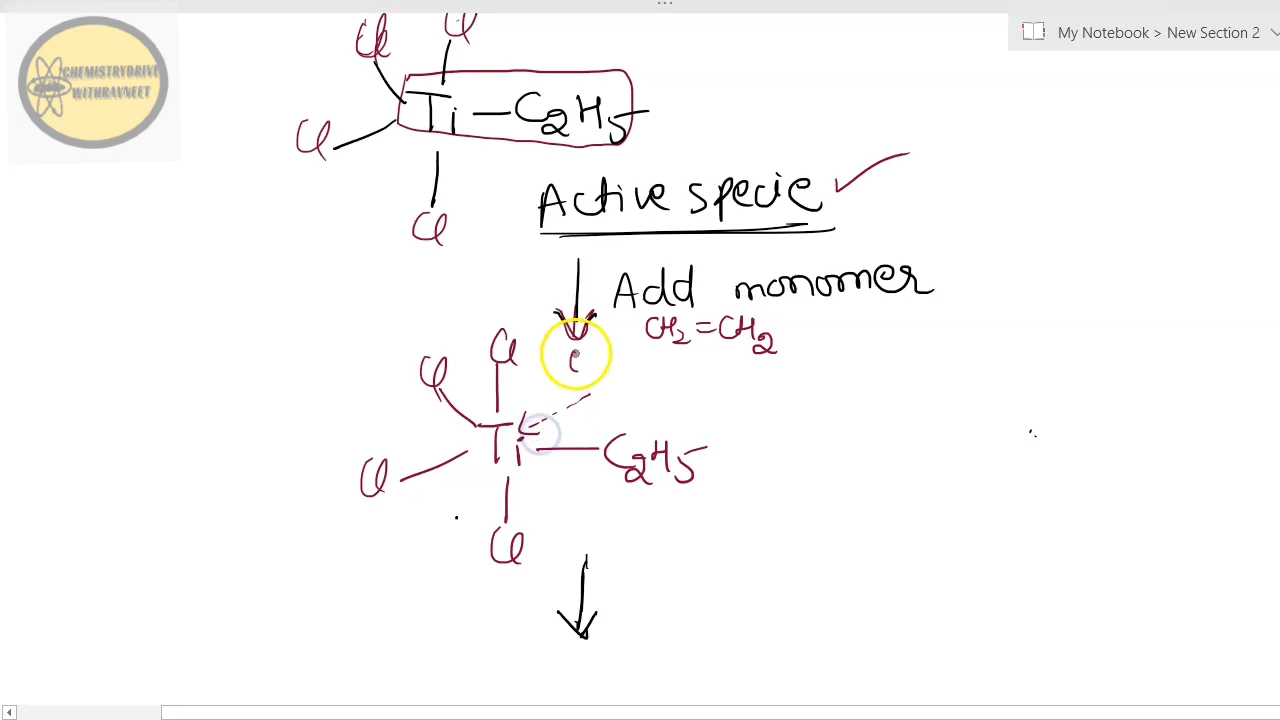 My Notebook > New Section 2
CHEMISTRYDRIVE
WITHRAVNEET
Cl Cl
Ti — C2H5
Cl
Cl
Active specie ✓
Add monomer
CH2=CH2
Cl
Cl
Ti — C2H5
Cl
Cl